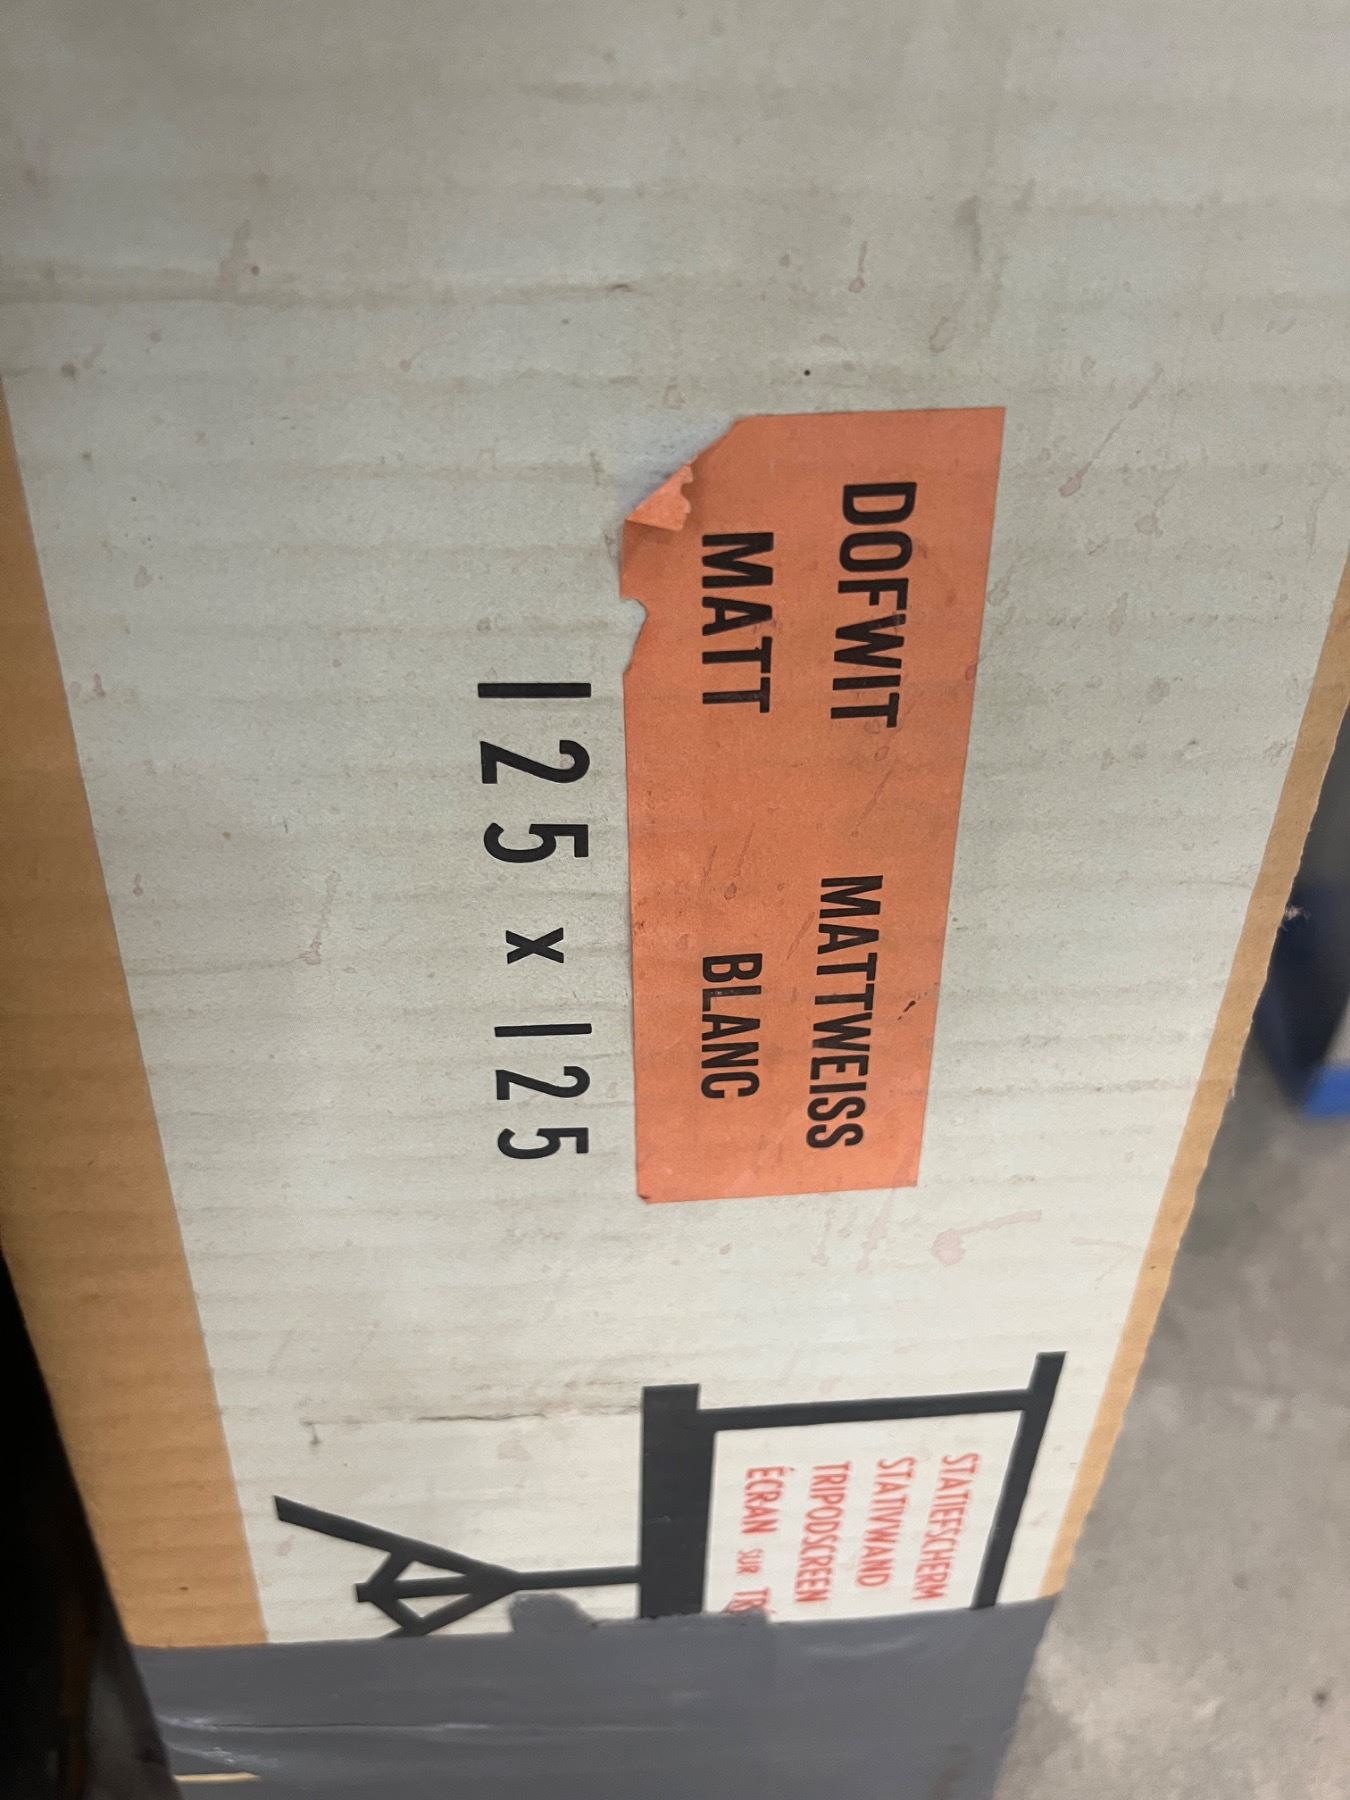 DOFWIT MATTWEISS
MATT BLANC
125 x 125
STATIEFSCHERM
STATIVWAND
TRIPODSCREEN
ÉCRAN SUR